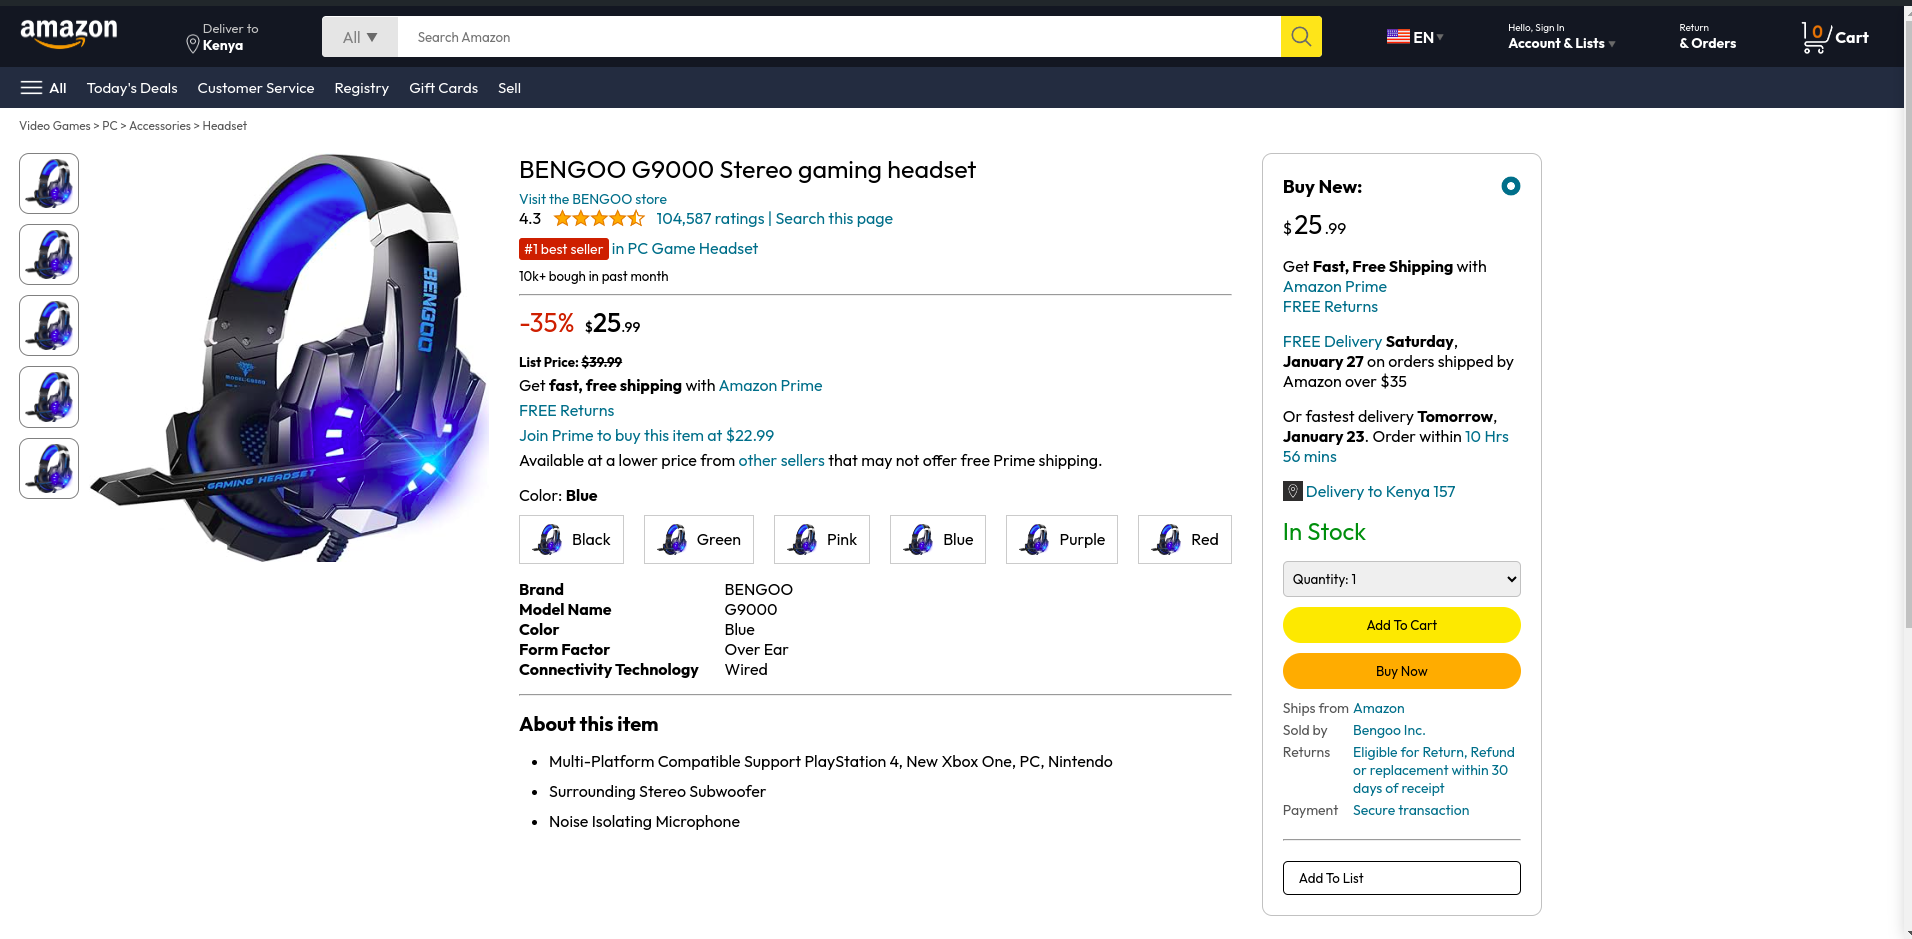 amazon
Deliver to
Kenya
All ▼
Search Amazon
EN
Hello, Sign In
Account & Lists
Return
& Orders
0
Cart
All
Today's Deals
Customer Service
Registry
Gift Cards
Sell
Video Games > PC > Accessories > Headset
BENGOO
GAMING HEADSET
BENGOO G9000 Stereo gaming headset
Visit the BENGOO store
4.3 104,587 ratings | Search this page
#1 best seller in PC Game Headset
10k+ bough in past month
-35% $25.99
List Price: $39.99
Get fast, free shipping with Amazon Prime
FREE Returns
Join Prime to buy this item at $22.99
Available at a lower price from other sellers that may not offer free Prime shipping.
Color: Blue
Black
Green
Pink
Blue
Purple
Red
Brand BENGOO
Model Name G9000
Color Blue
Form Factor Over Ear
Connectivity Technology Wired
About this item
• Multi-Platform Compatible Support PlayStation 4, New Xbox One, PC, Nintendo
• Surrounding Stereo Subwoofer
• Noise Isolating Microphone
Buy New:
$25.99
Get Fast, Free Shipping with
Amazon Prime
FREE Returns
FREE Delivery Saturday,
January 27 on orders shipped by
Amazon over $35
Or fastest delivery Tomorrow,
January 23. Order within 10 Hrs
56 mins
Delivery to Kenya 157
In Stock
Quantity: 1
Add To Cart
Buy Now
Ships from Amazon
Sold by Bengoo Inc.
Returns Eligible for Return, Refund
or replacement within 30
days of receipt
Payment Secure transaction
Add To List